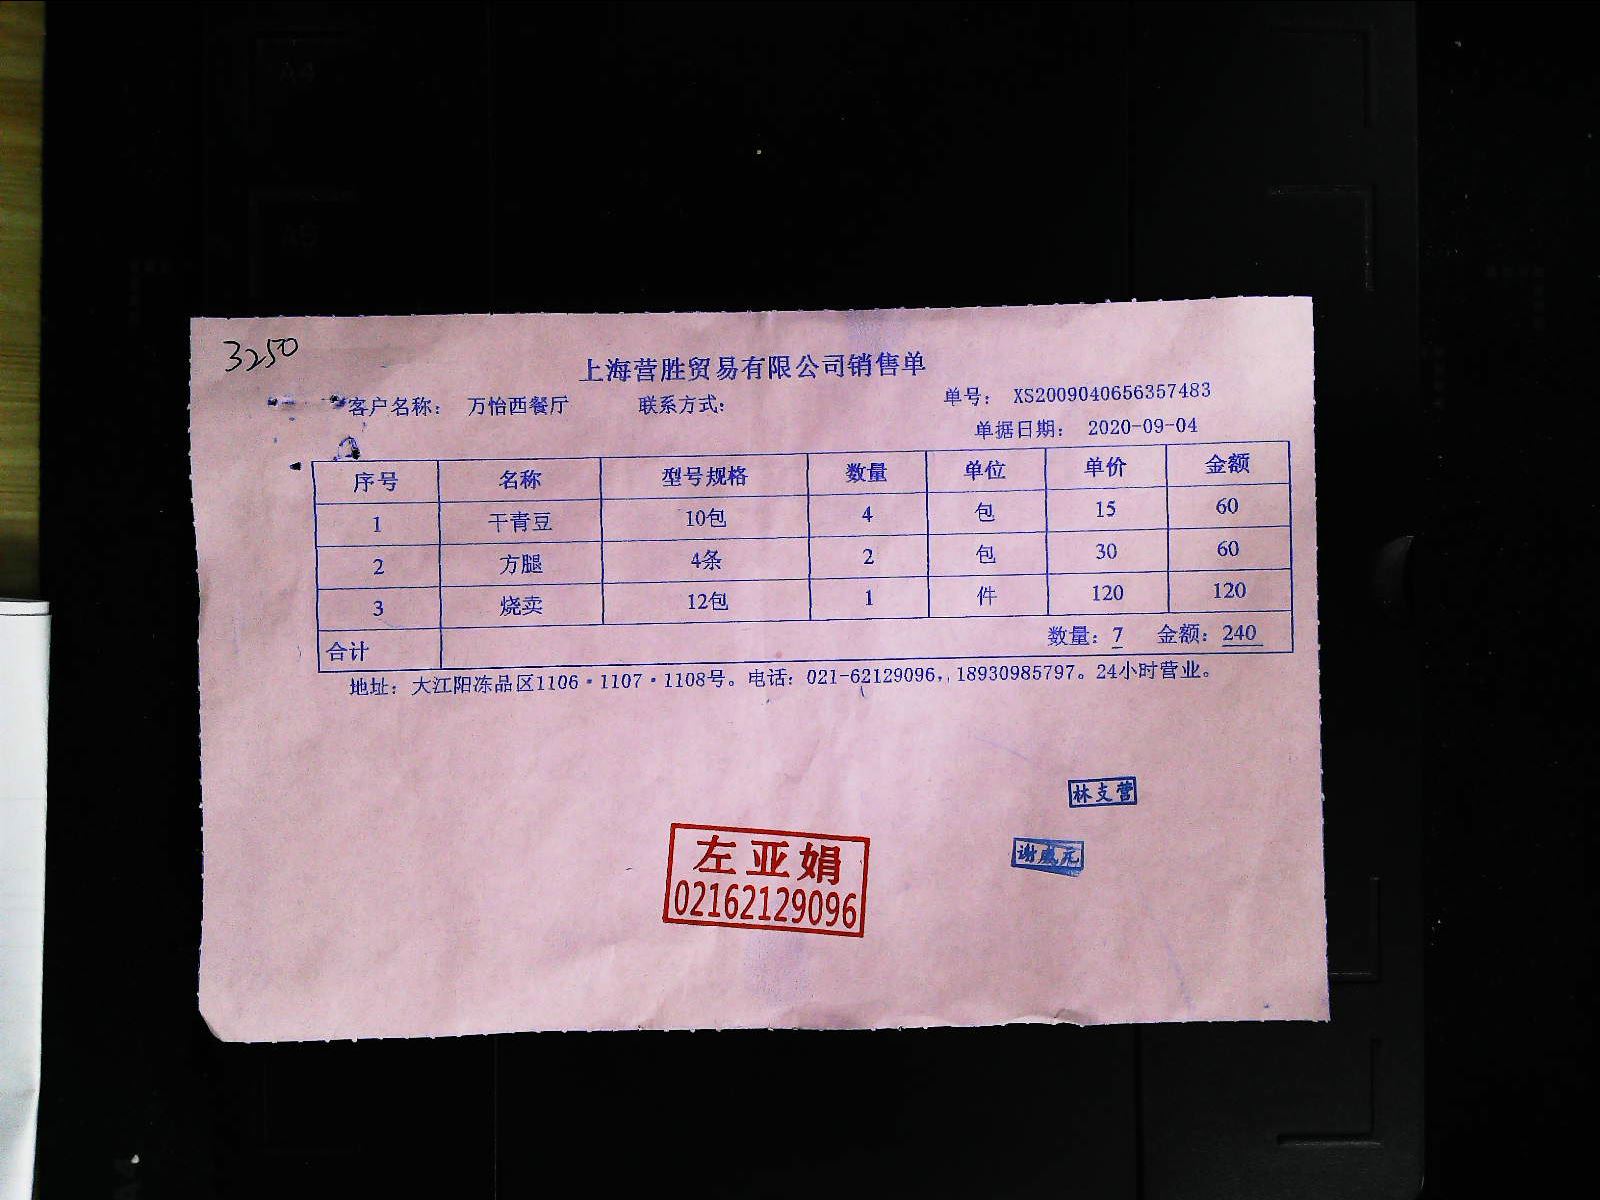 3250
上海营胜贸易有限公司销售单
客户名称： 万怡西餐厅 联系方式： 单号： XS2009040656357483
单据日期： 2020-09-04
序号 名称 型号规格 数量 单位 单价 金额
1 干青豆 10包 4 包 15 60
2 方腿 4条 2 包 30 60
3 烧卖 12包 1 件 120 120
合计 数量：7 金额：240
地址：大江阳冻品区1106·1107·1108号。电话：021-62129096,，18930985797。24小时营业。
林支营
左亚娟
02162129096
A4
A5